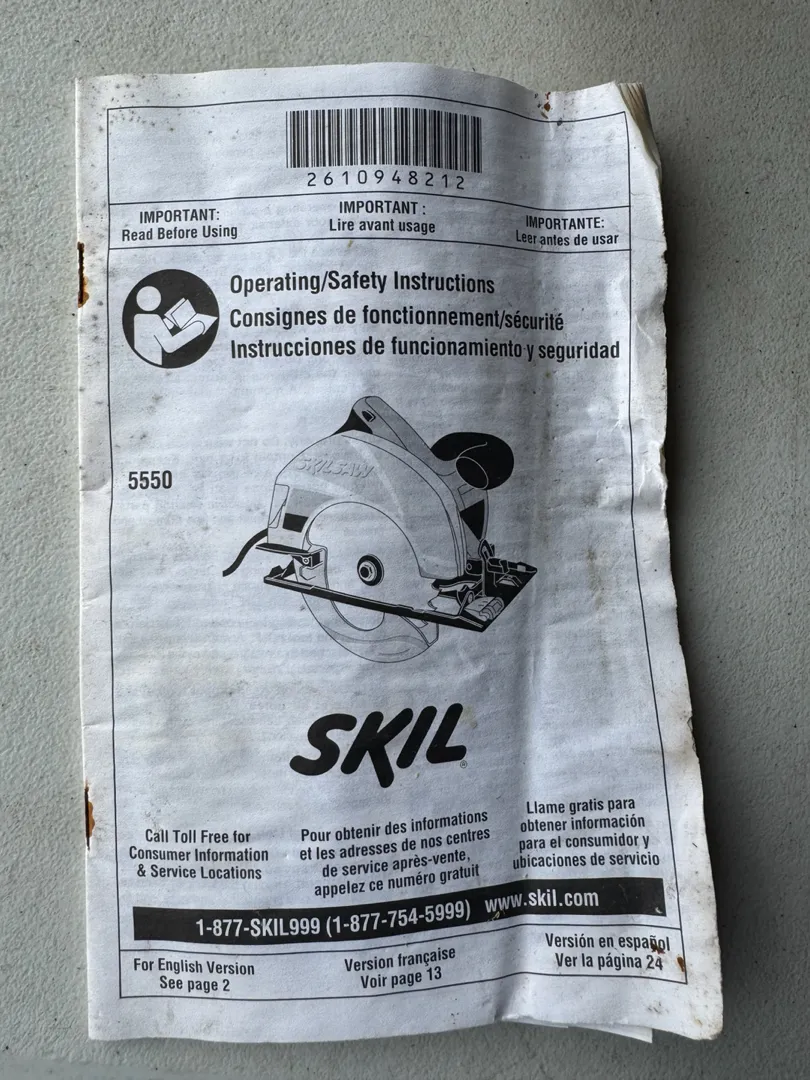 2610948212
IMPORTANT:
Read Before Using
IMPORTANT :
Lire avant usage
IMPORTANTE:
Leer antes de usar
Operating/Safety Instructions
Consignes de fonctionnement/sécurité
Instrucciones de funcionamiento y seguridad
5550
SKILSAW
SKIL®
Call Toll Free for
Consumer Information
& Service Locations
Pour obtenir des informations
et les adresses de nos centres
de service après-vente,
appelez ce numéro gratuit
Llame gratis para
obtener información
para el consumidor y
ubicaciones de servicio
1-877-SKIL999 (1-877-754-5999) www.skil.com
For English Version
See page 2
Version française
Voir page 13
Versión en español
Ver la página 24